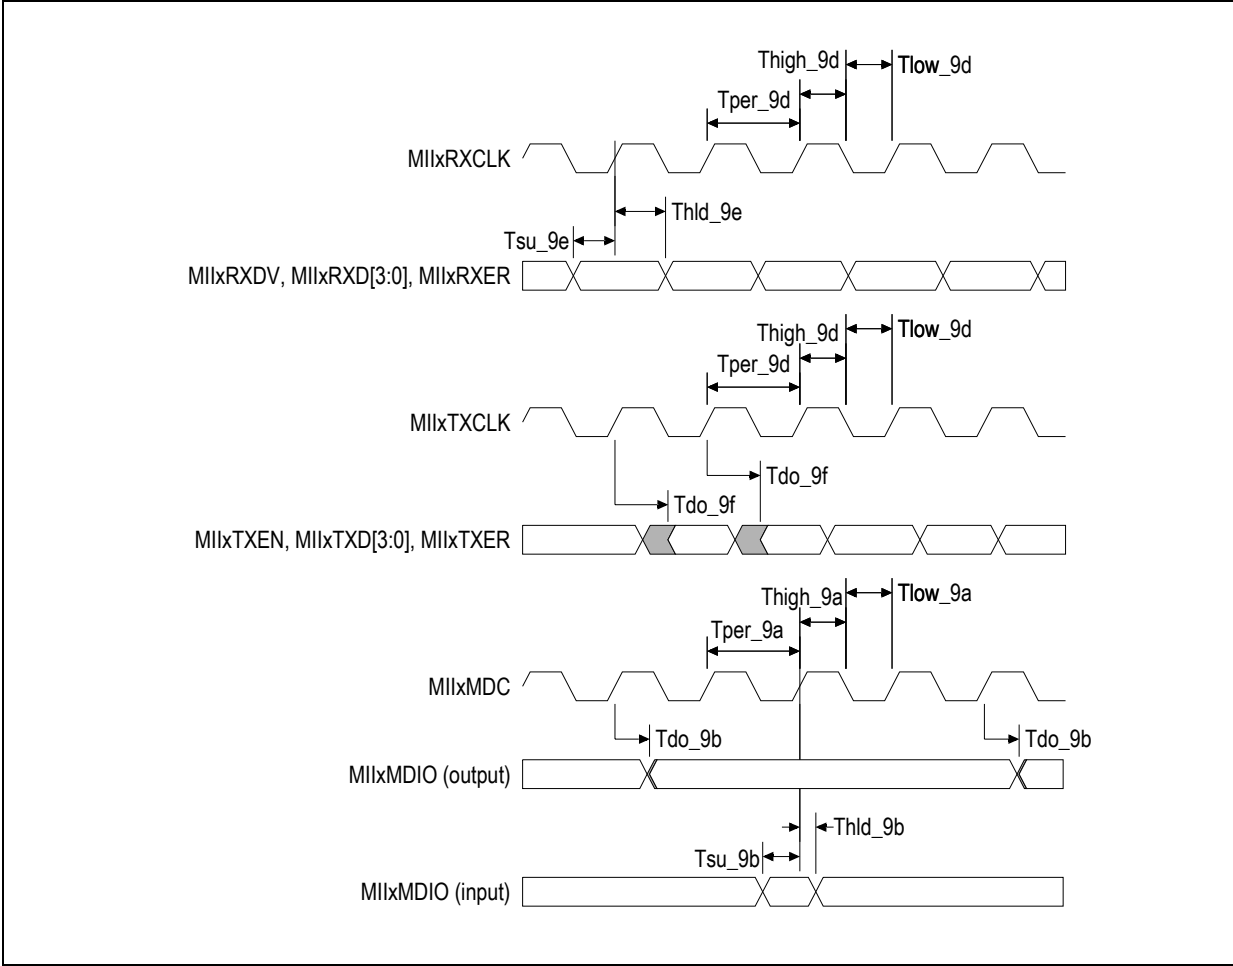 Thigh_9d
Tlow_9d
Tper_9d
MIIxRXCLK
Thld_9e
Tsu_9e
MIIxRXDV, MIIxRXD[3:0], MIIxRXER
Thigh_9d
Tlow_9d
Tper_9d
MIIxTXCLK
Tdo_9f
Tdo_9f
MIIxTXEN, MIIxTXD[3:0], MIIxTXER
Thigh_9a
Tlow_9a
Tper_9a
MIIxMDC
Tdo_9b
Tdo_9b
MIIxMDIO (output)
Thld_9b
Tsu_9b
MIIxMDIO (input)